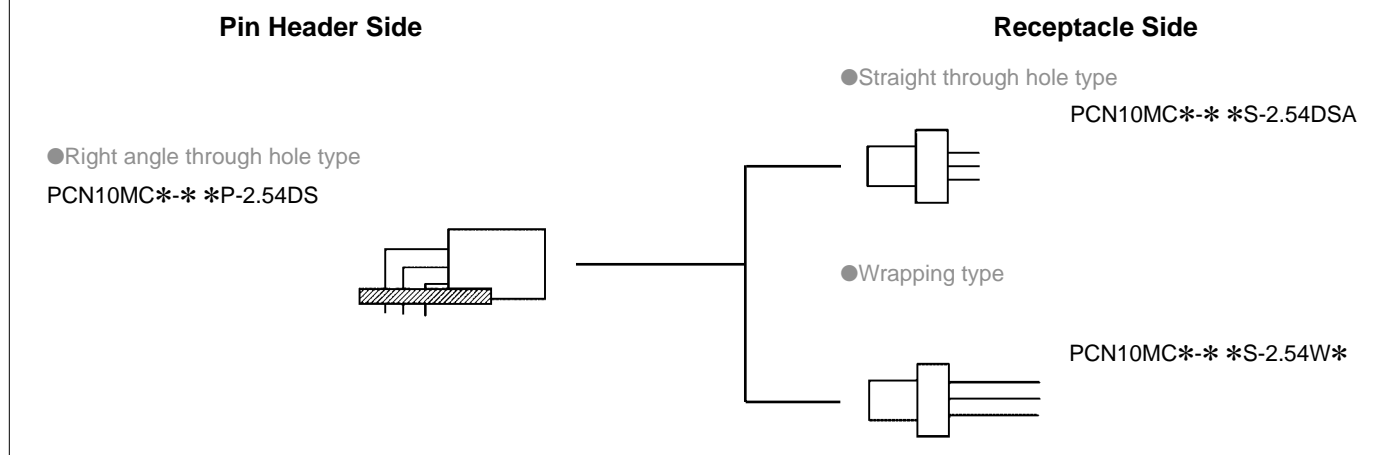 Pin Header Side
Receptacle Side
●Straight through hole type
PCN10MC✻-✻ ✻S-2.54DSA
●Right angle through hole type
PCN10MC✻-✻ ✻P-2.54DS
●Wrapping type
PCN10MC✻-✻ ✻S-2.54W✻